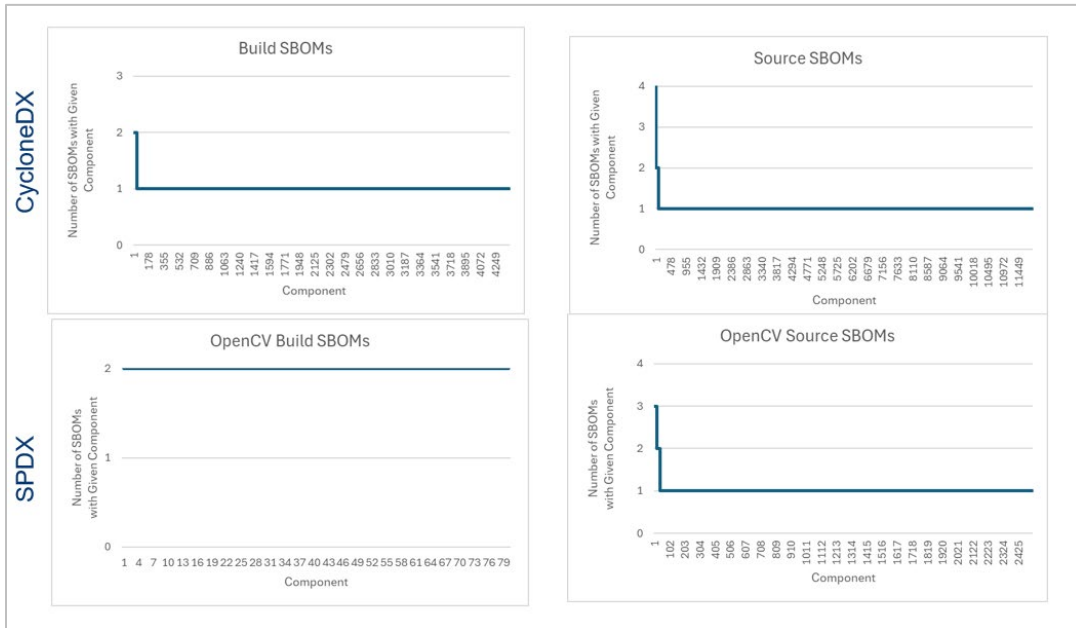 CycloneDX
Build SBOMs
Number of SBOMs with Given
Component
3
2
1
0
1 178 355 532 709 886 1063 1240 1417 1594 1771 1948 2125 2302 2479 2656 2833 3010 3187 3364 3541 3718 3895 4072 4249
Component
Source SBOMs
Number of SBOMs with Given
Component
4
3
2
1
0
1 478 955 1432 1909 2386 2863 3340 3817 4294 4771 5248 5725 6202 6679 7156 7633 8110 8587 9064 9541 10018 10495 10972 11449
Component
SPDX
OpenCV Build SBOMs
Number of SBOMs
with Given Component
2
1
0
1 4 7 10 13 16 19 22 25 28 31 34 37 40 43 46 49 52 55 58 61 64 67 70 73 76 79
Component
OpenCV Source SBOMs
Number of SBOMs
with Given Component
4
3
2
1
0
1 102 203 304 405 506 607 708 809 910 1011 1112 1213 1314 1415 1516 1617 1718 1819 1920 2021 2122 2223 2324 2425
Component